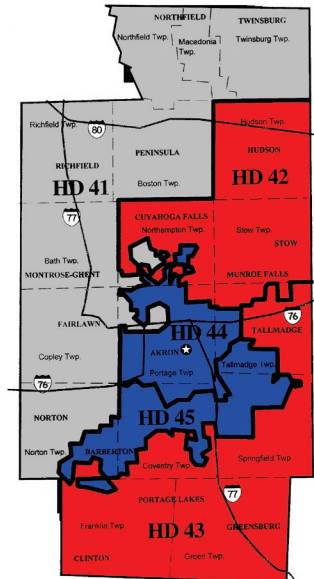 NORTHFIELD
TWINSBURG
Northfield Twp.
Macedonia
Twp.
Twinsburg Twp.
Richfield Twp.
80
Hudson Twp.
RICHFIELD
PENINSULA
HUDSON
HD 41
Boston Twp.
HD 42
77
CUYAHOGA FALLS
Northampton Twp.
Stow Twp.
STOW
Bath Twp.
MONTROSE-GHENT
MUNROE FALLS
FAIRLAWN
76
HD 44
TALLMADGE
AKRON
Copley Twp.
Portage Twp.
Tallmadge Twp.
76
NORTON
HD 45
Norton Twp.
BARBERTON
Coventry Twp.
Springfield Twp.
77
PORTAGE LAKES
Franklin Twp.
HD 43
GREENSBURG
CLINTON
Green Twp.